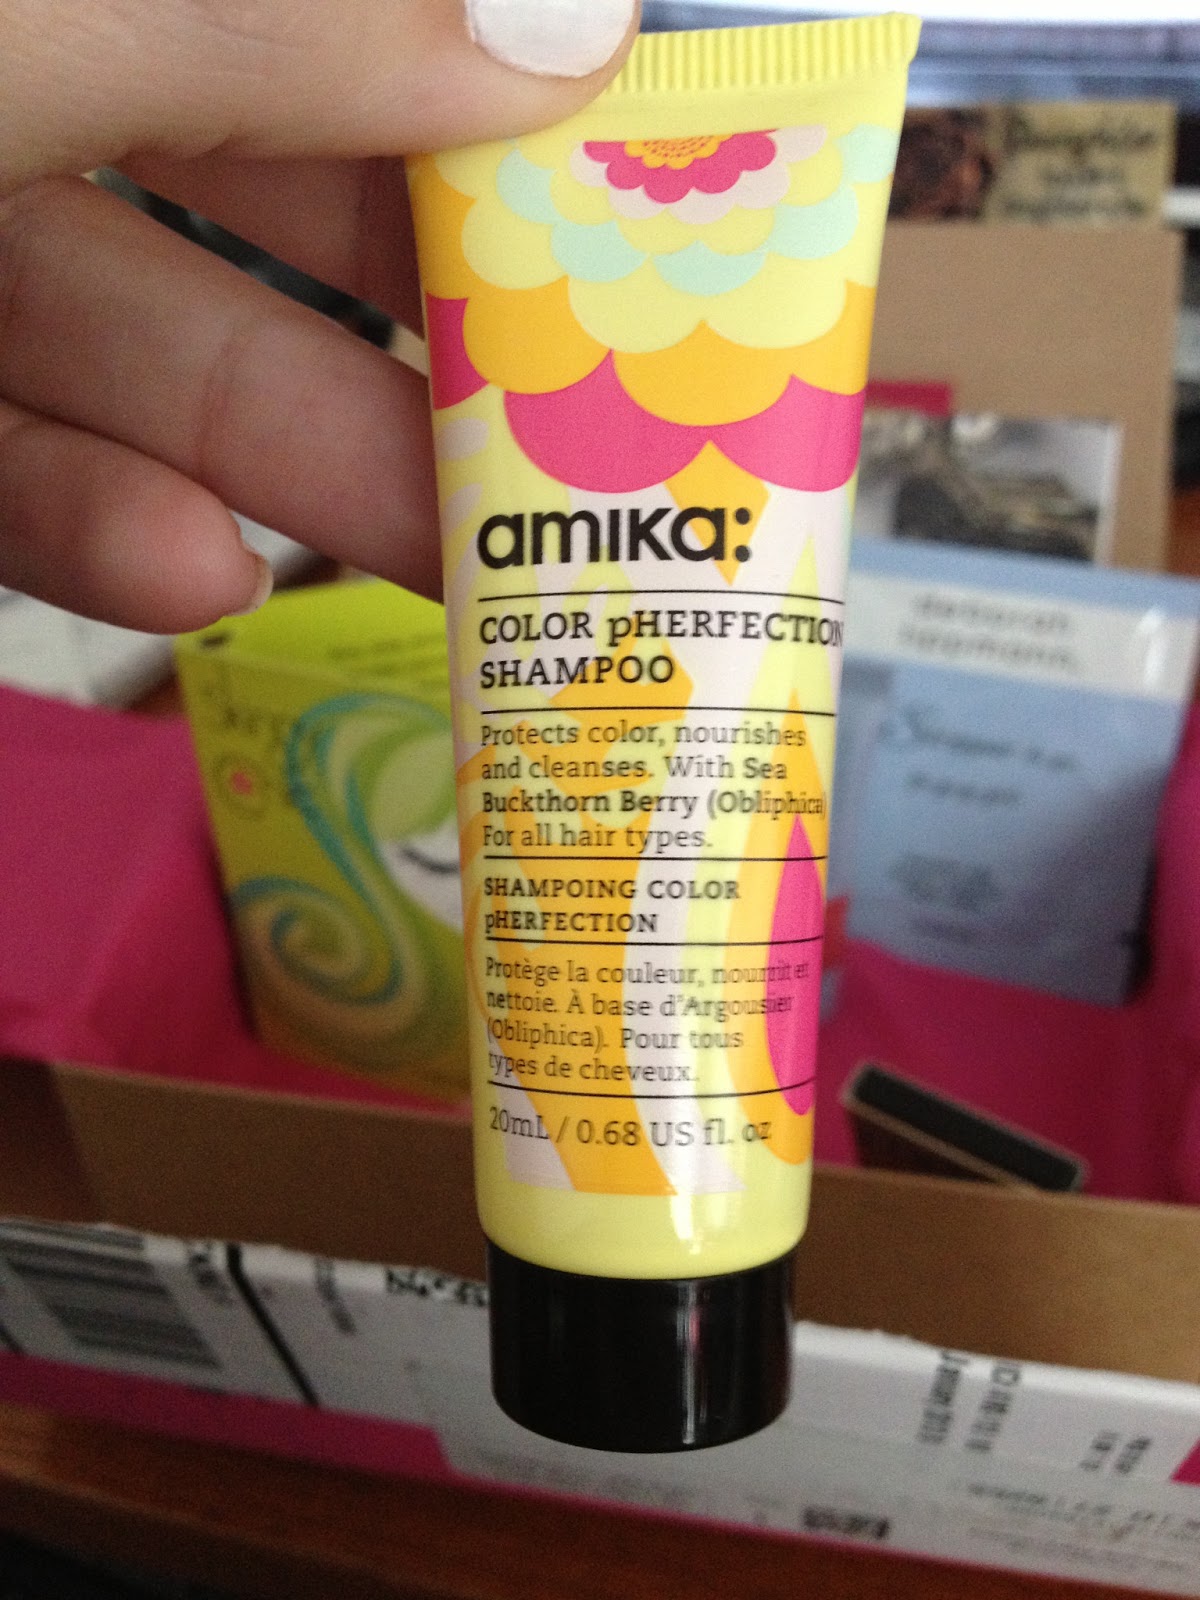 amika:
COLOR pHERFECTION
SHAMPOO
Protects color, nourishes
and cleanses. With Sea
Buckthorn Berry (Obliphica)
For all hair types.
SHAMPOING COLOR
pHERFECTION
Protège la couleur, nourrit et
nettoie. À base d'Argousier
(Obliphica). Pour tous
types de cheveux.
20mL / 0.68 US fl. oz
deborah
lippmann